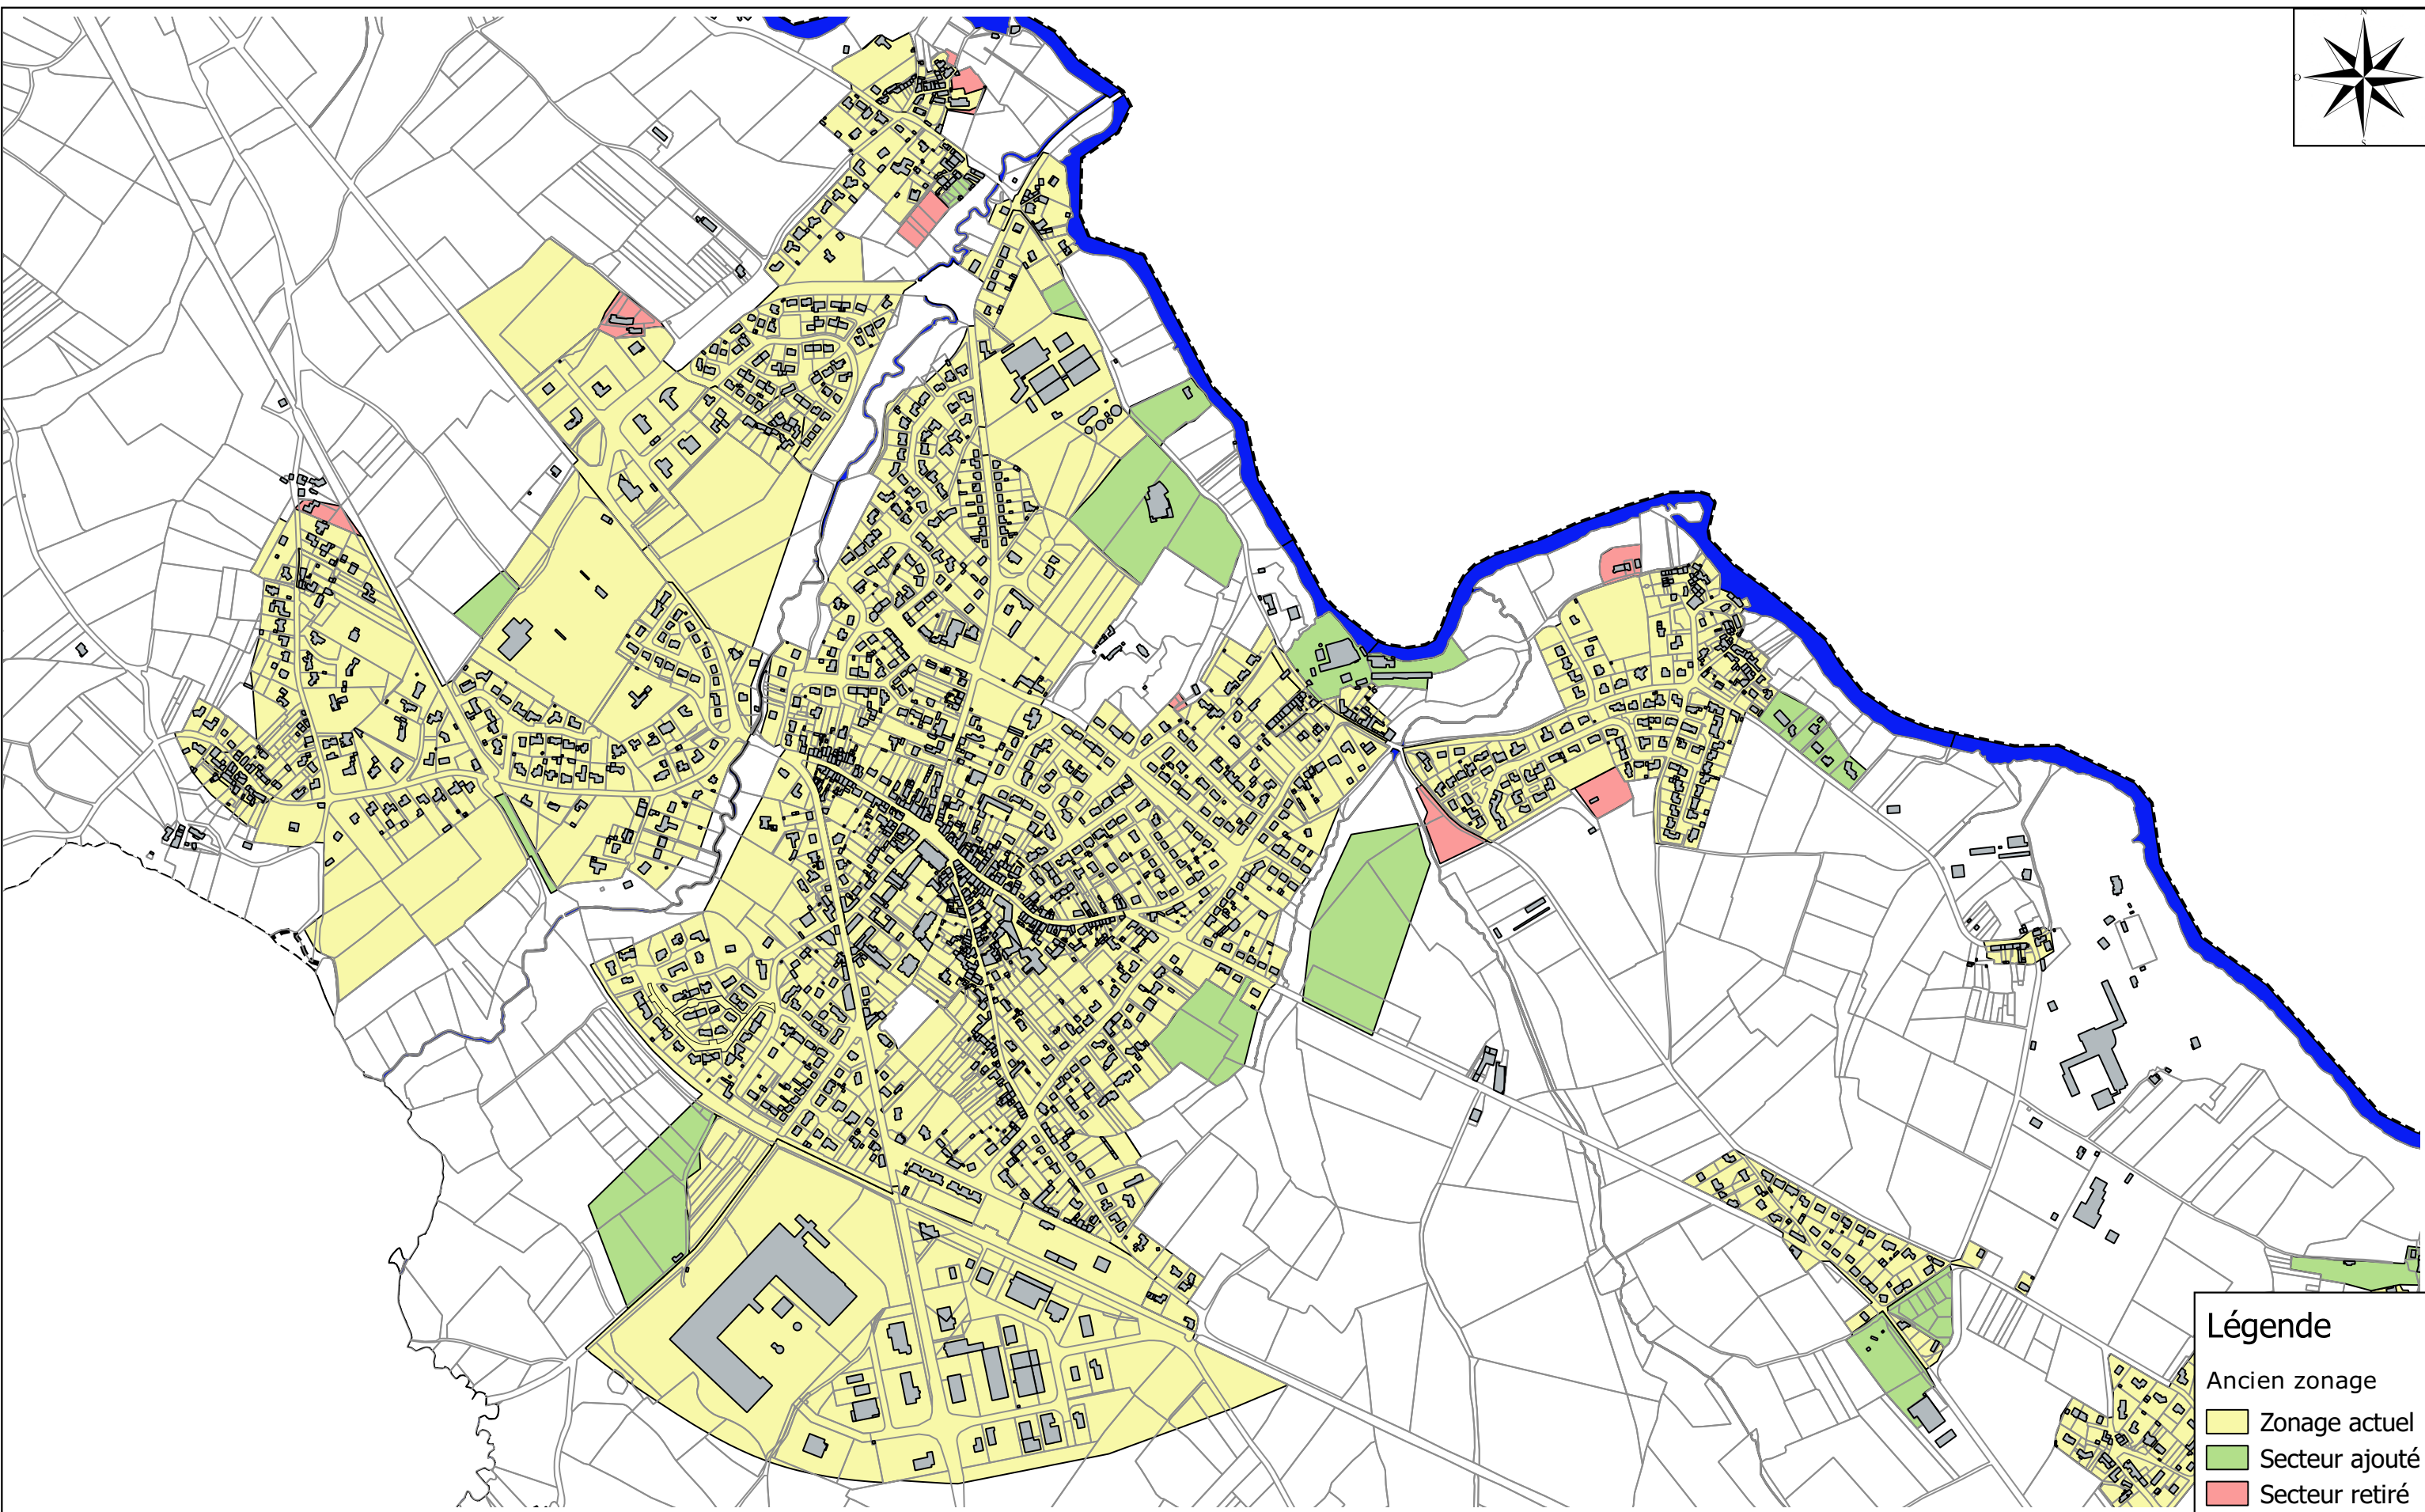 N
O
S
Légende
Ancien zonage
Zonage actuel
Secteur ajouté
Secteur retiré